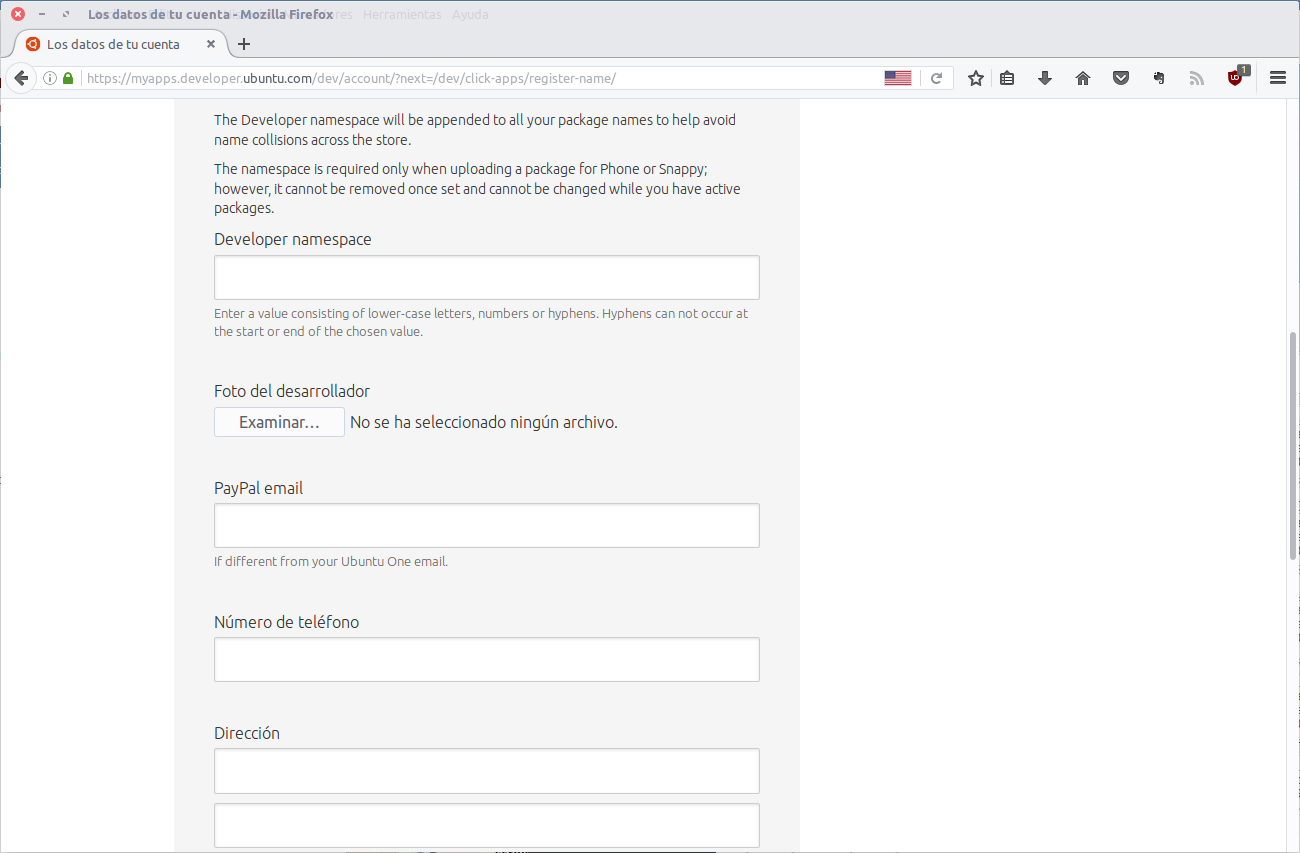 Los datos de tu cuenta - Mozilla Firefox
Herramientas Ayuda
Los datos de tu cuenta
https://myapps.developer.ubuntu.com/dev/account/?next=/dev/click-apps/register-name/
1
The Developer namespace will be appended to all your package names to help avoid
name collisions across the store.
The namespace is required only when uploading a package for Phone or Snappy;
however, it cannot be removed once set and cannot be changed while you have active
packages.
Developer namespace
Enter a value consisting of lower-case letters, numbers or hyphens. Hyphens can not occur at
the start or end of the chosen value.
Foto del desarrollador
Examinar... No se ha seleccionado ningún archivo.
PayPal email
If different from your Ubuntu One email.
Número de teléfono
Dirección